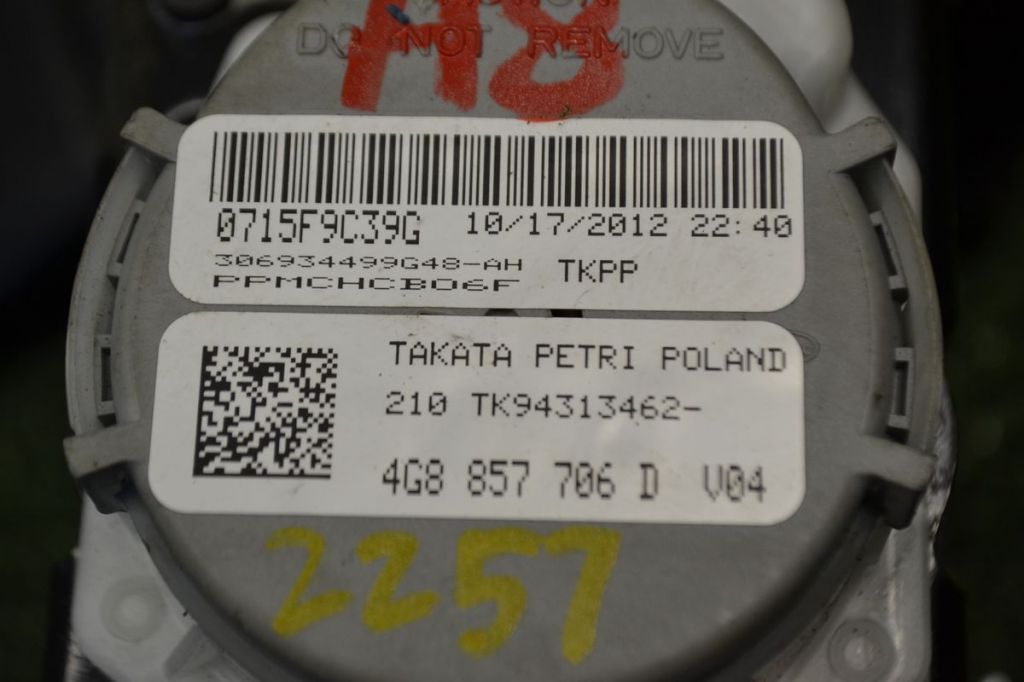 DO NOT REMOVE
A8
0715F9C39G 10/17/2012 22:40
306934499G48-AH TKPP
PPMCHCB06F
TAKATA PETRI POLAND
210 TK94313462-
4G8 857 706 D V04
2257